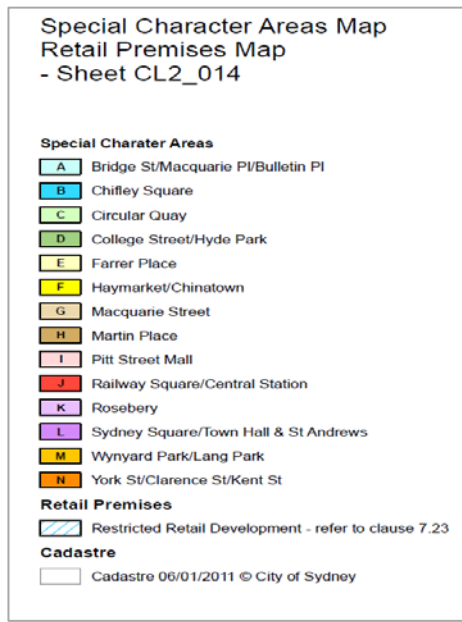 Special Character Areas Map
Retail Premises Map
- Sheet CL2_014
Special Charater Areas
A Bridge St/Macquarie Pl/Bulletin Pl
B Chifley Square
C Circular Quay
D College Street/Hyde Park
E Farrer Place
F Haymarket/Chinatown
G Macquarie Street
H Martin Place
I Pitt Street Mall
J Railway Square/Central Station
K Rosebery
L Sydney Square/Town Hall & St Andrews
M Wynyard Park/Lang Park
N York St/Clarence St/Kent St
Retail Premises
Restricted Retail Development - refer to clause 7.23
Cadastre
Cadastre 06/01/2011 © City of Sydney